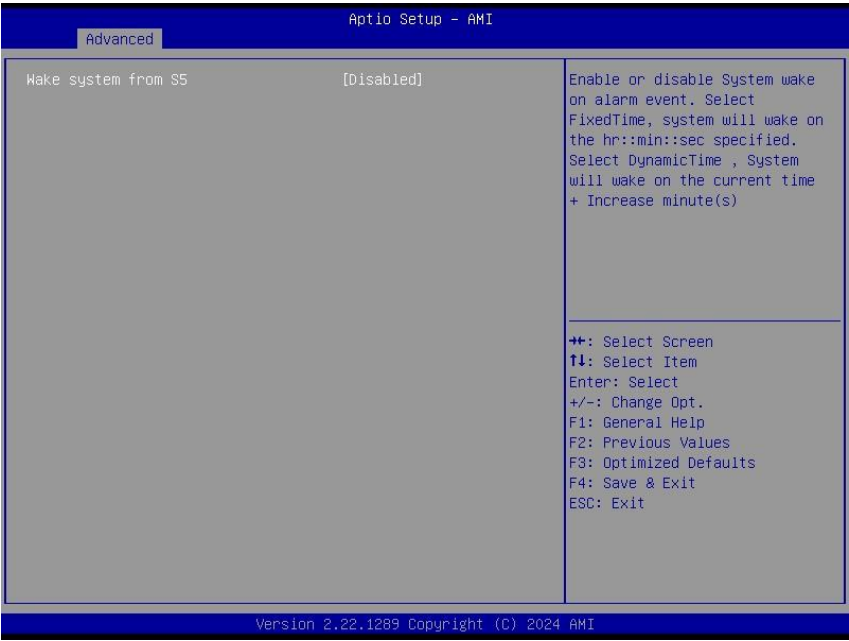 Aptio Setup – AMI
Advanced
Wake system from S5 [Disabled]
Enable or disable System wake
on alarm event. Select
FixedTime, system will wake on
the hr::min::sec specified.
Select DynamicTime , System
will wake on the current time
+ Increase minute(s)
→←: Select Screen
↑↓: Select Item
Enter: Select
+/-: Change Opt.
F1: General Help
F2: Previous Values
F3: Optimized Defaults
F4: Save & Exit
ESC: Exit
Version 2.22.1289 Copyright (C) 2024 AMI